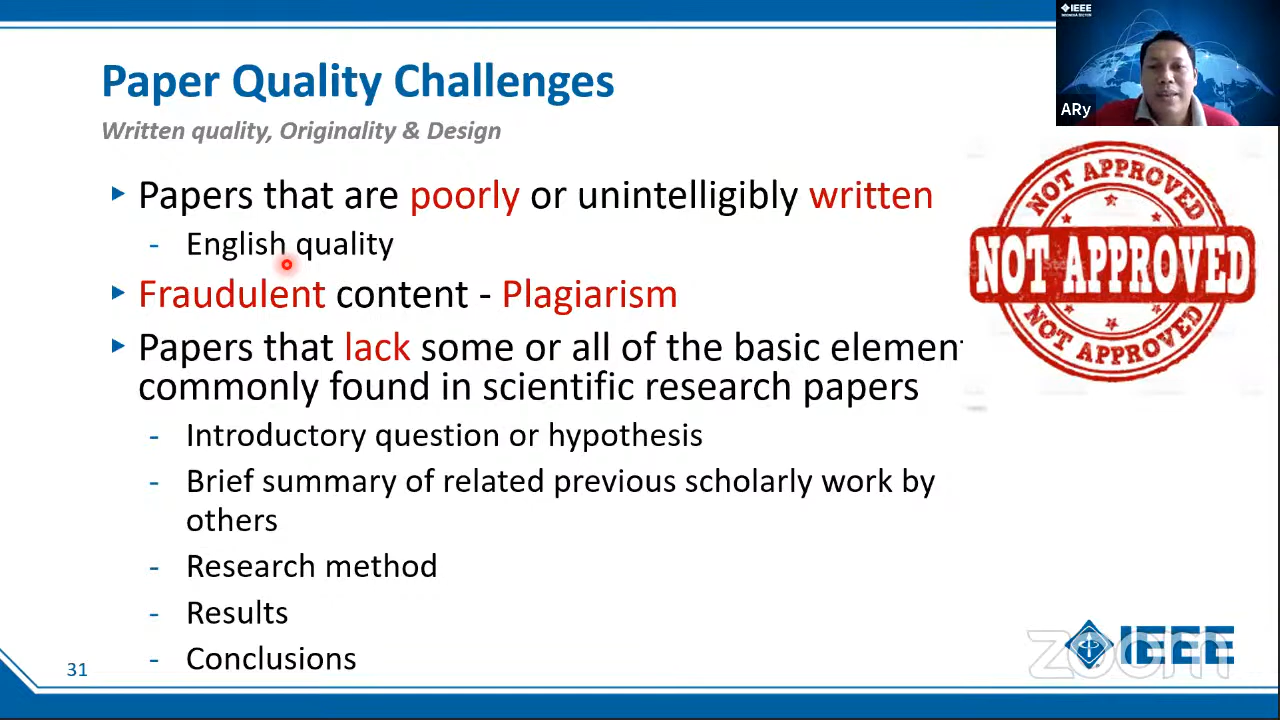 Paper Quality Challenges
Written quality, Originality & Design
Papers that are poorly or unintelligibly written
- English quality
Fraudulent content - Plagiarism
Papers that lack some or all of the basic element
commonly found in scientific research papers
- Introductory question or hypothesis
- Brief summary of related previous scholarly work by
others
- Research method
- Results
- Conclusions
31
IEEE
ARy
NOT APPROVED
NOT APPROVED
NOT APPROVED
zoom
IEEE